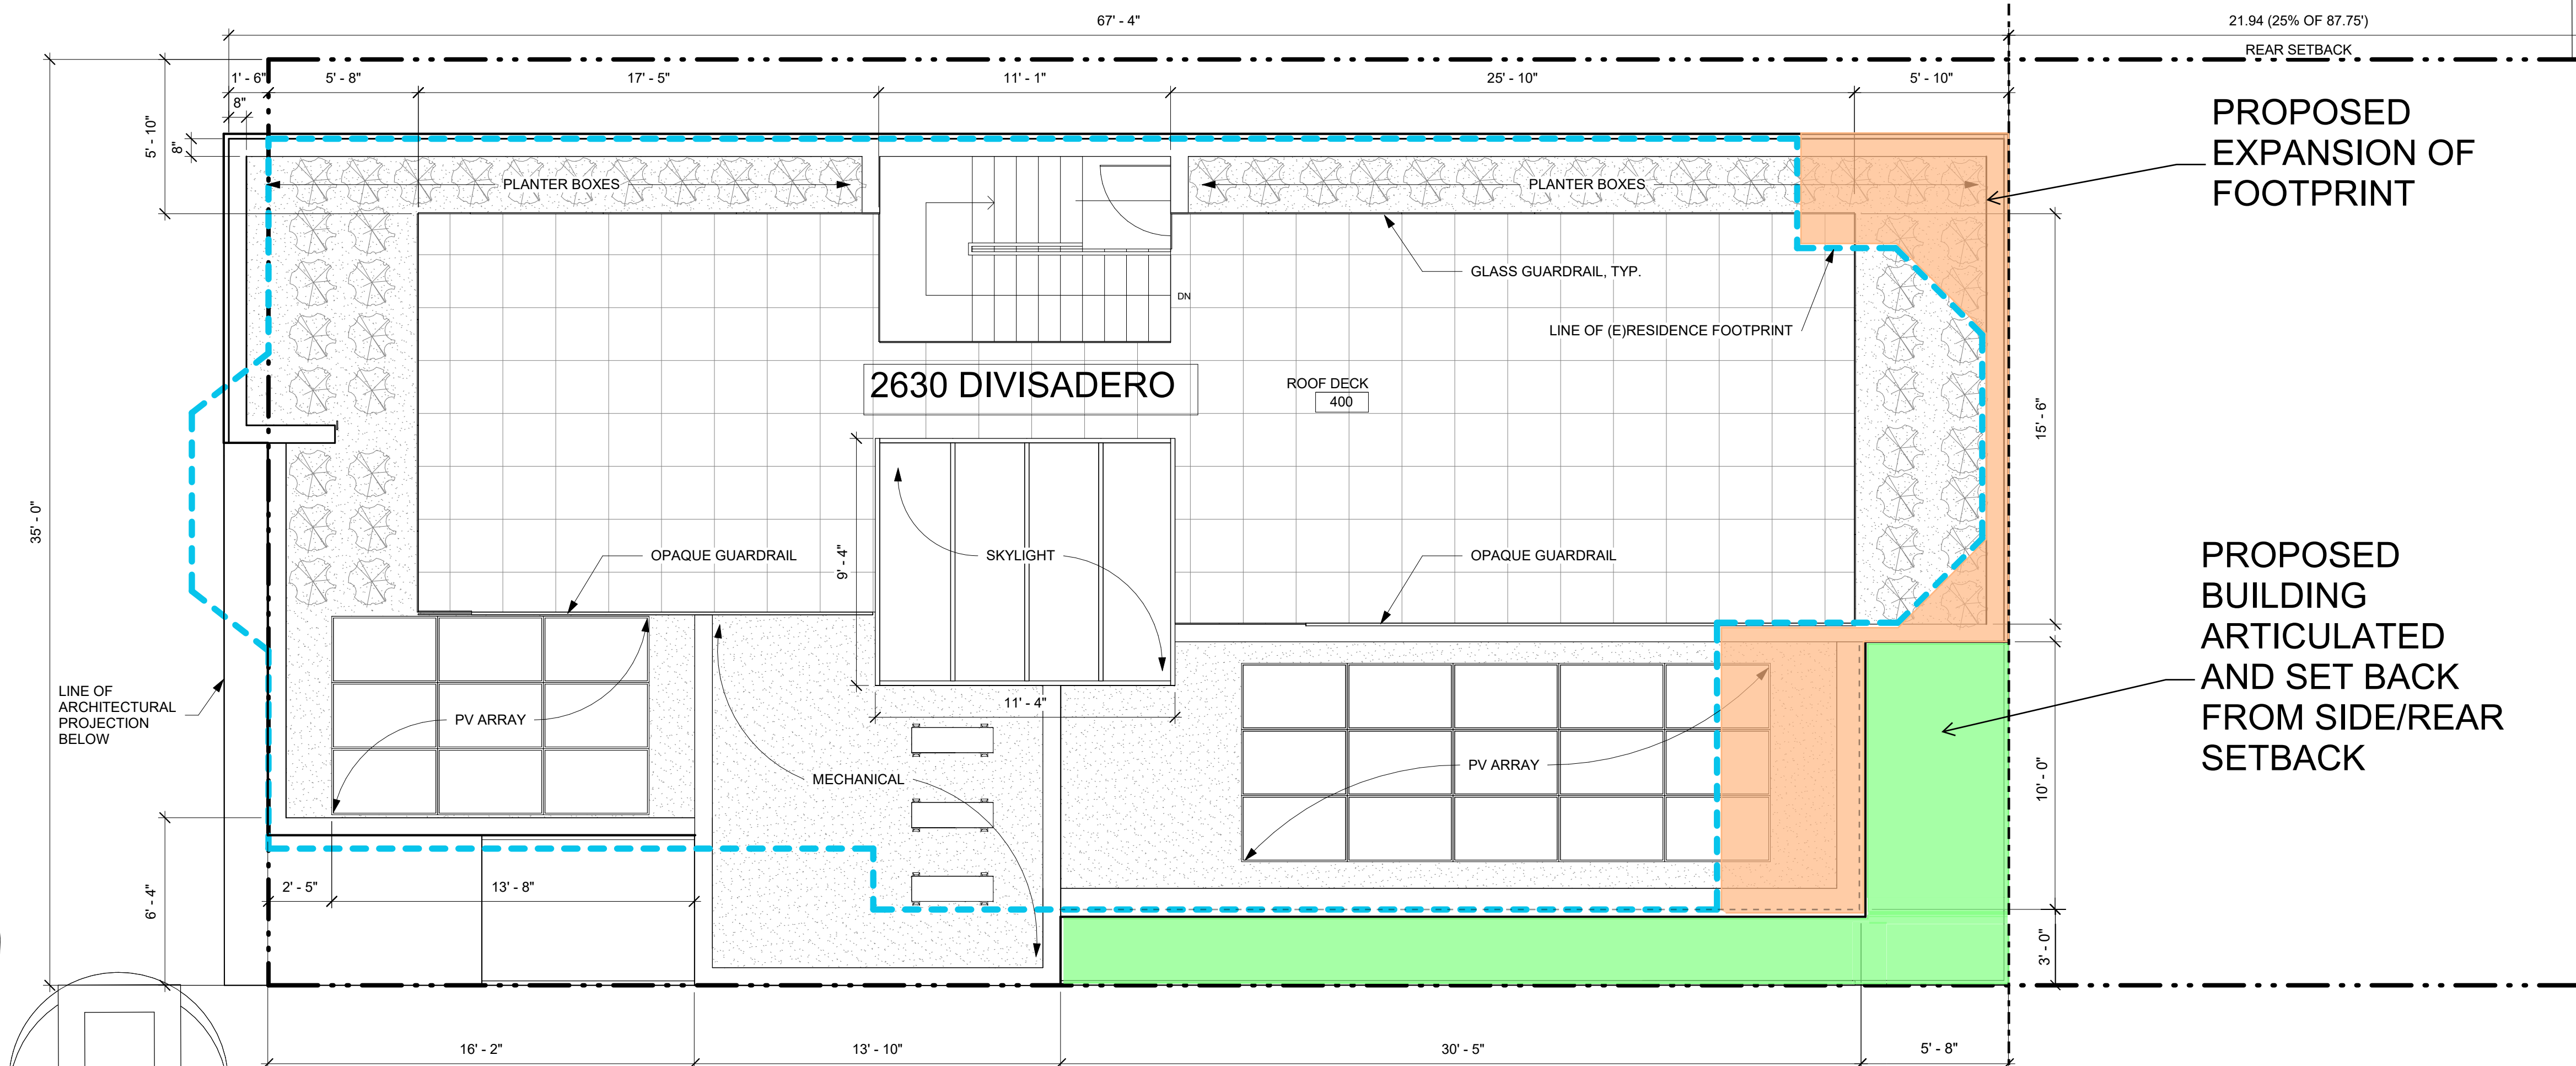 67' - 4"
21.94 (25% OF 87.75')
REAR SETBACK
1' - 6"
5' - 8"
17' - 5"
11' - 1"
25' - 10"
5' - 10"
8"
5' - 10"
8"
PROPOSED
EXPANSION OF
FOOTPRINT
PLANTER BOXES
PLANTER BOXES
GLASS GUARDRAIL, TYP.
DN
LINE OF (E)RESIDENCE FOOTPRINT
2630 DIVISADERO
ROOF DECK
400
15' - 6"
35' - 0"
OPAQUE GUARDRAIL
9' - 4"
SKYLIGHT
OPAQUE GUARDRAIL
PROPOSED
BUILDING
ARTICULATED
AND SET BACK
FROM SIDE/REAR
SETBACK
LINE OF
ARCHITECTURAL
PROJECTION
BELOW
PV ARRAY
11' - 4"
MECHANICAL
PV ARRAY
10' - 0"
6' - 4"
2' - 5"
13' - 8"
3' - 0"
16' - 2"
13' - 10"
30' - 5"
5' - 8"